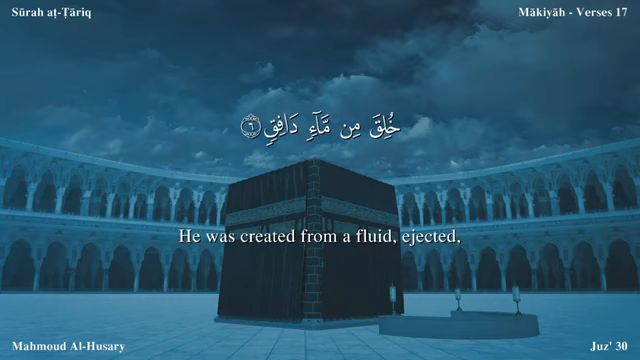 Sūrah aṭ-Ṭāriq
Mākiyāh - Verses 17
خُلِقَ مِن مَّآءٍ دَافِقٍ ٦
He was created from a fluid, ejected,
Mahmoud Al-Husary
Juz' 30